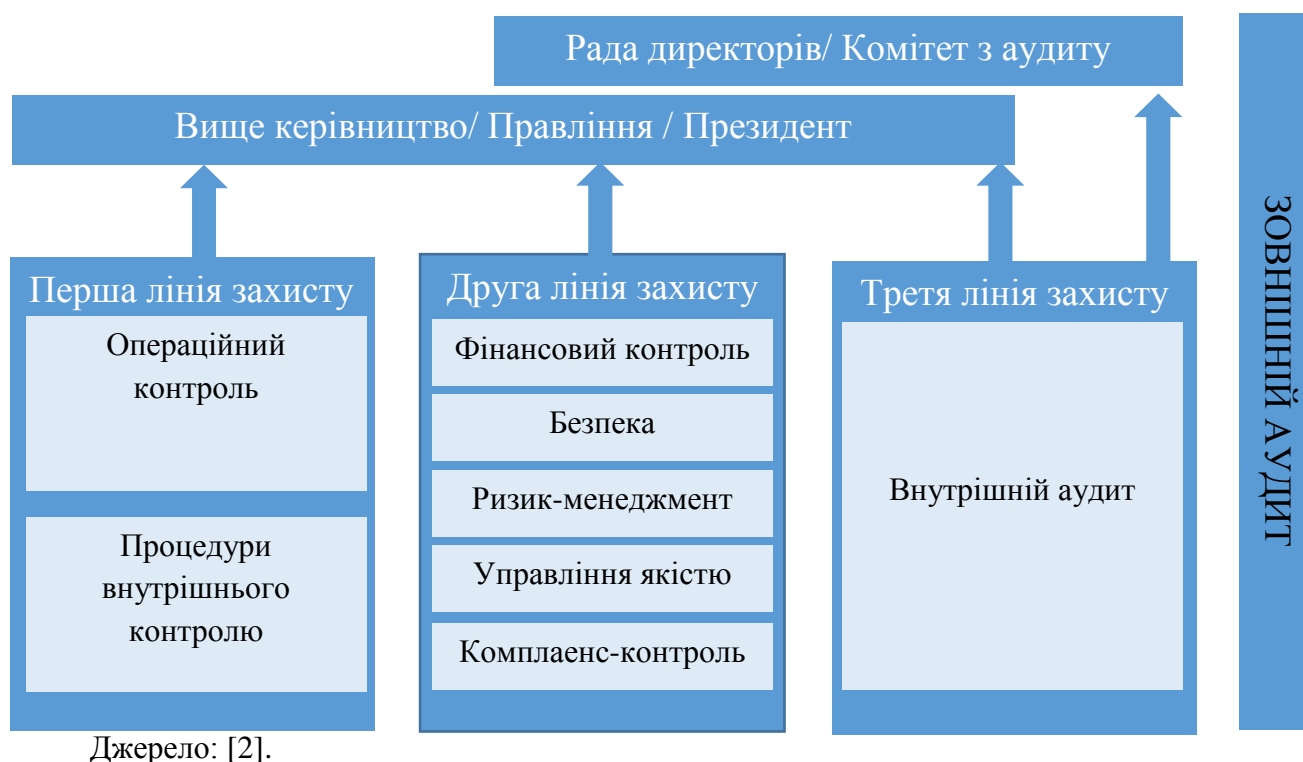 Рада директорів/ Комітет з аудиту
Вище керівництво/ Правління / Президент
Перша лінія захисту
Операційний
контроль
Процедури
внутрішнього
контролю
Друга лінія захисту
Фінансовий контроль
Безпека
Ризик-менеджмент
Управління якістю
Комплаенс-контроль
Третя лінія захисту
Внутрішній аудит
ЗОВНІШНІЙ АУДИТ
Джерело: [2].